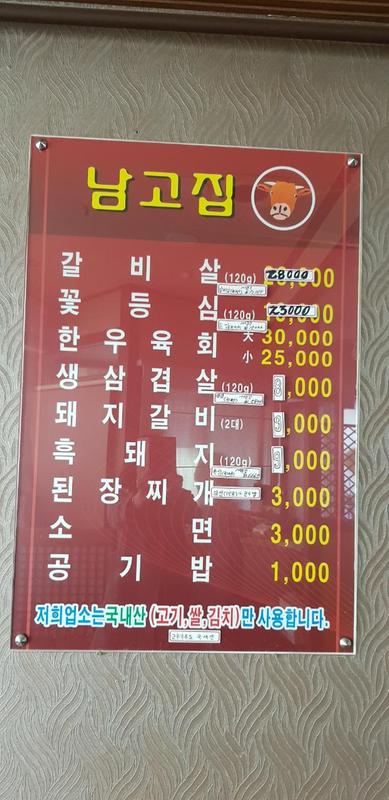 남고집
갈비살(120g) 28000
꽃등심(120g) 23000
한우육회 大 30,000
小 25,000
생삼겹살(120g) 8,000
돼지갈비(2대) 9,000
흑돼지(120g) 9,000
된장찌개 3,000
소면 3,000
공기밥 1,000
저희업소는국내산(고기,쌀,김치)만 사용합니다.